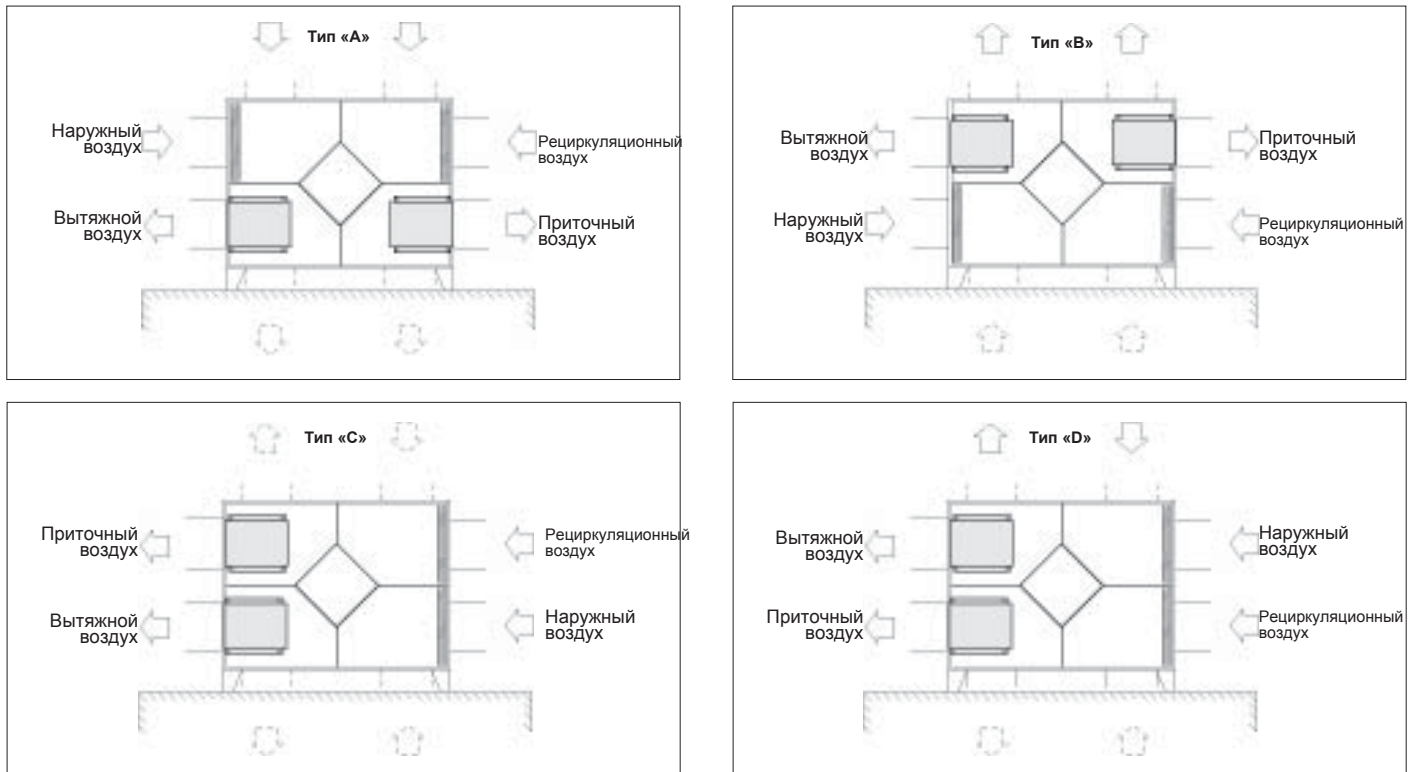 Тип «A»
Наружный
воздух
Рециркуляционный
воздух
Вытяжной
воздух
Приточный
воздух
Тип «B»
Вытяжной
воздух
Приточный
воздух
Наружный
воздух
Рециркуляционный
воздух
Тип «C»
Приточный
воздух
Рециркуляционный
воздух
Вытяжной
воздух
Наружный
воздух
Тип «D»
Вытяжной
воздух
Наружный
воздух
Приточный
воздух
Рециркуляционный
воздух